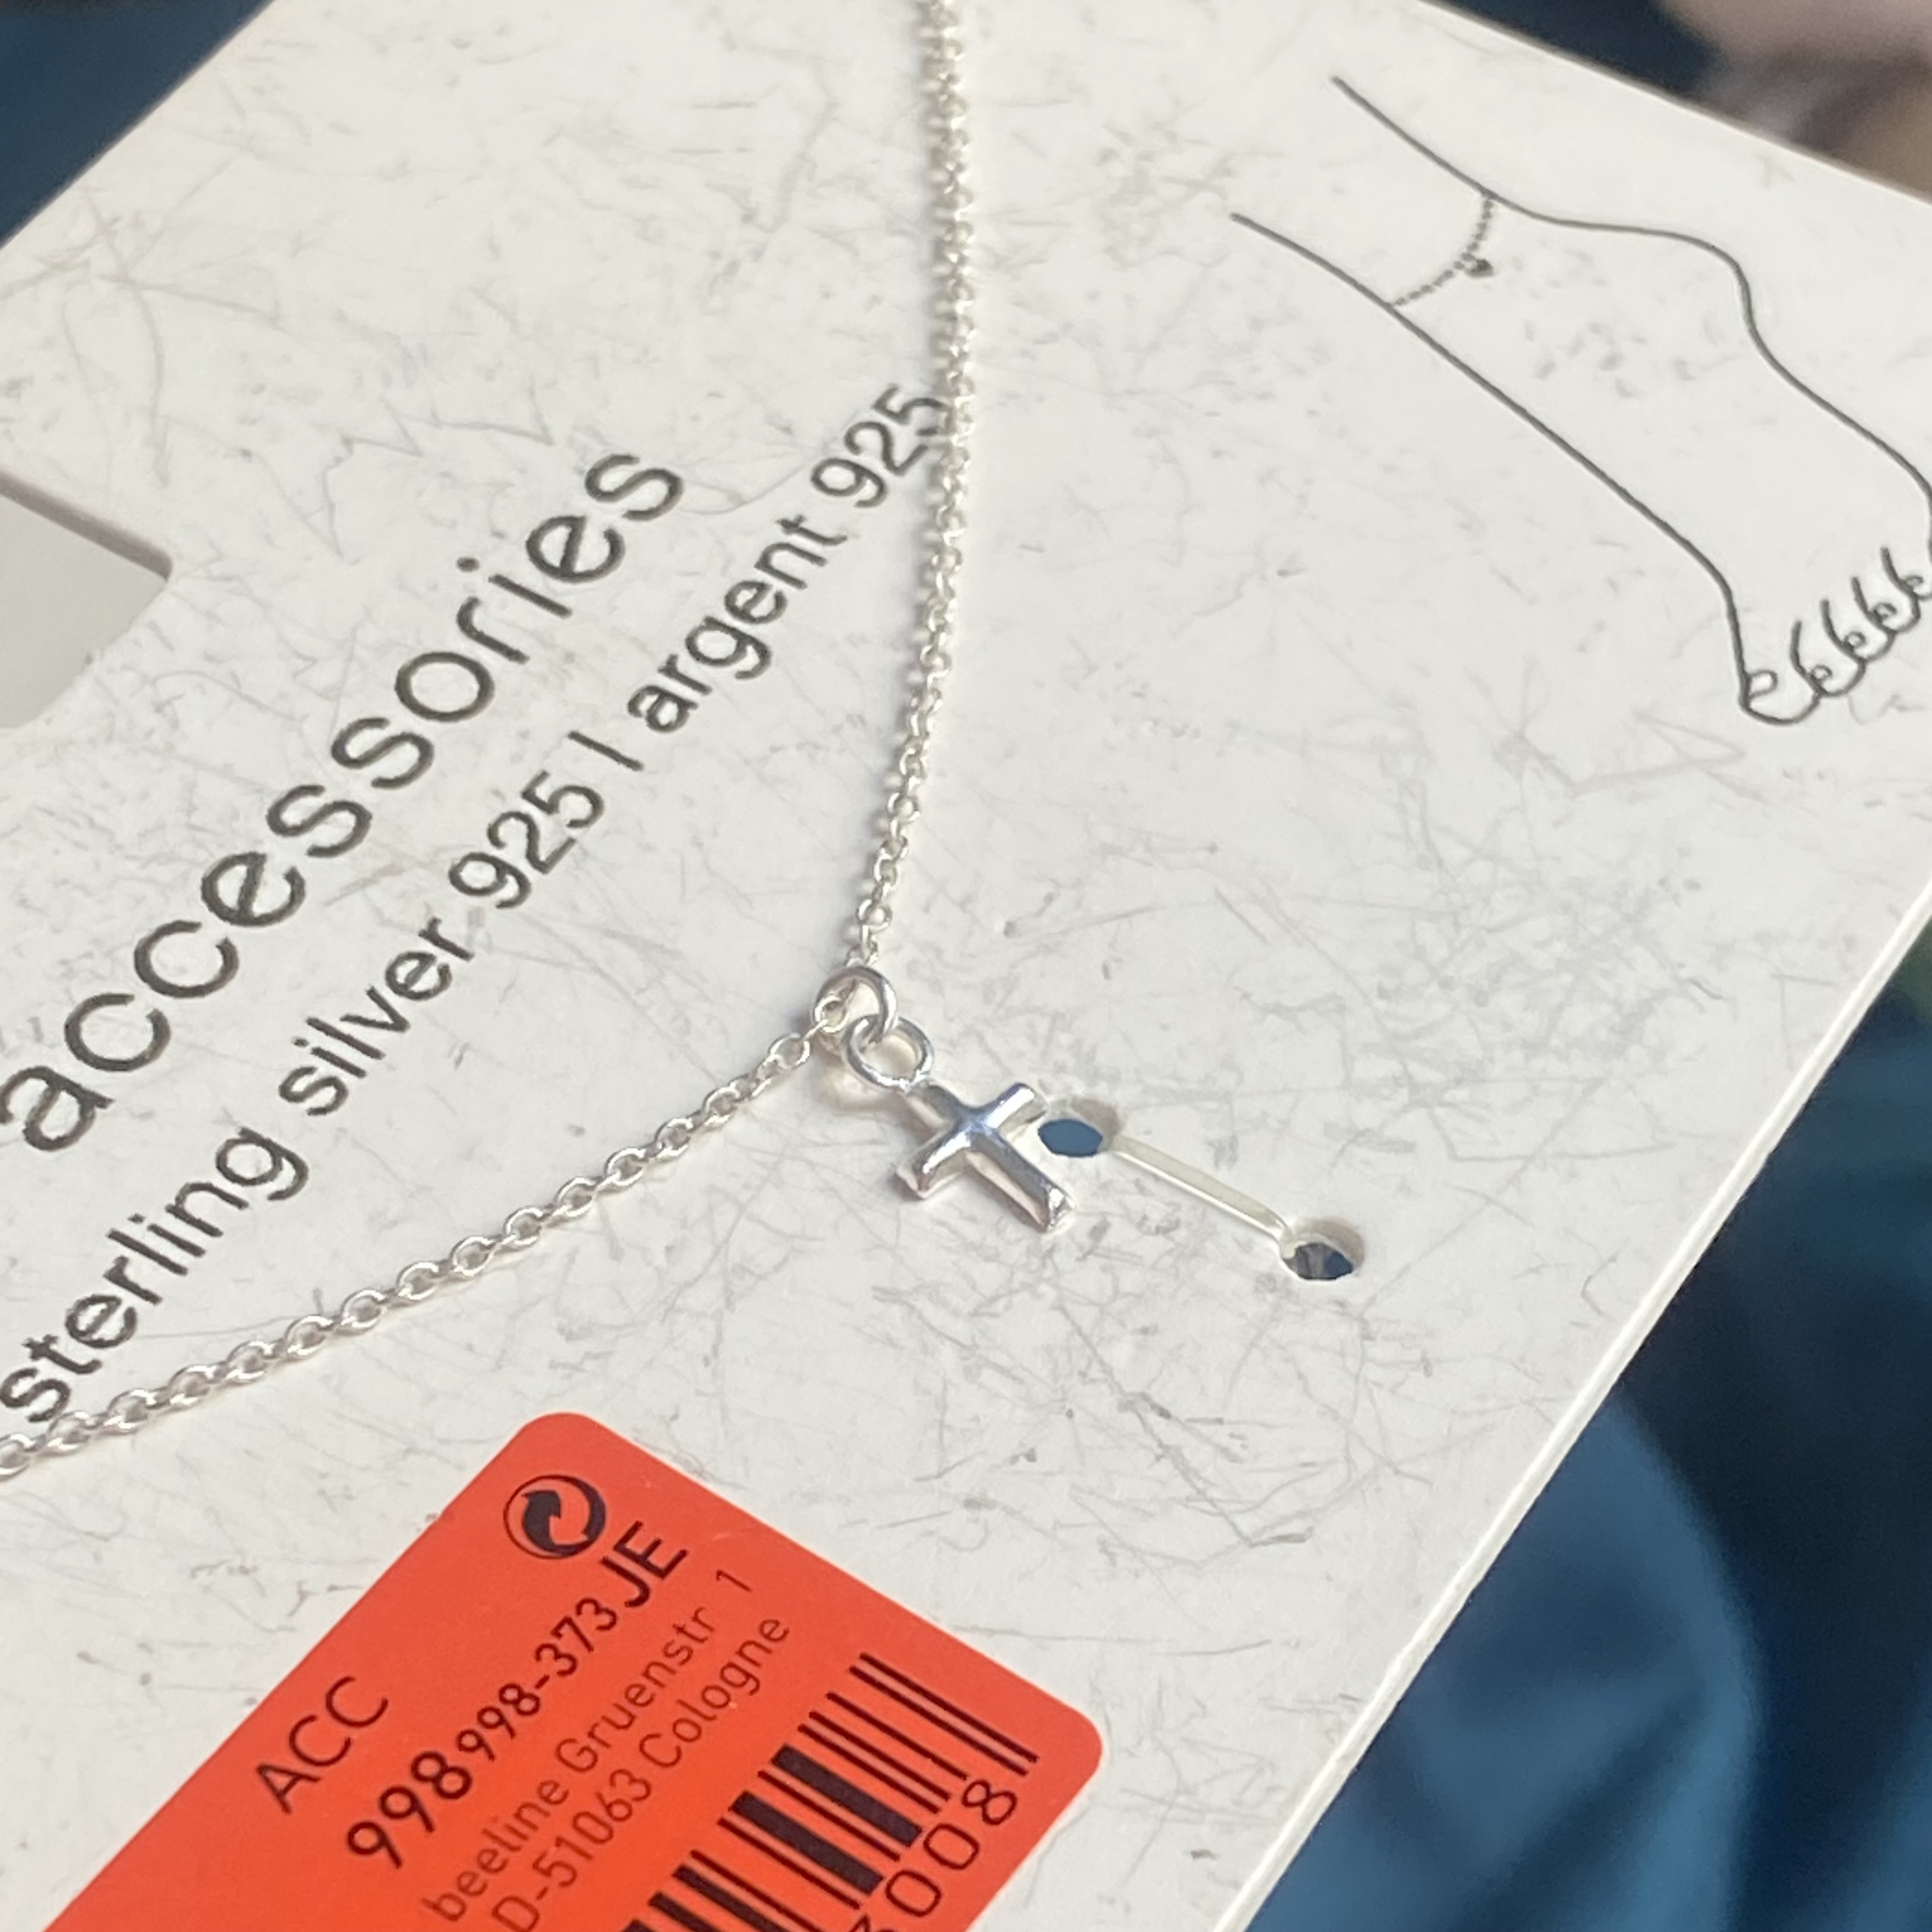 accessories
sterling silver 925 | argent 925
ACC
998998-373JE
beeline Gruenstr 1
D-51063 Cologne
008